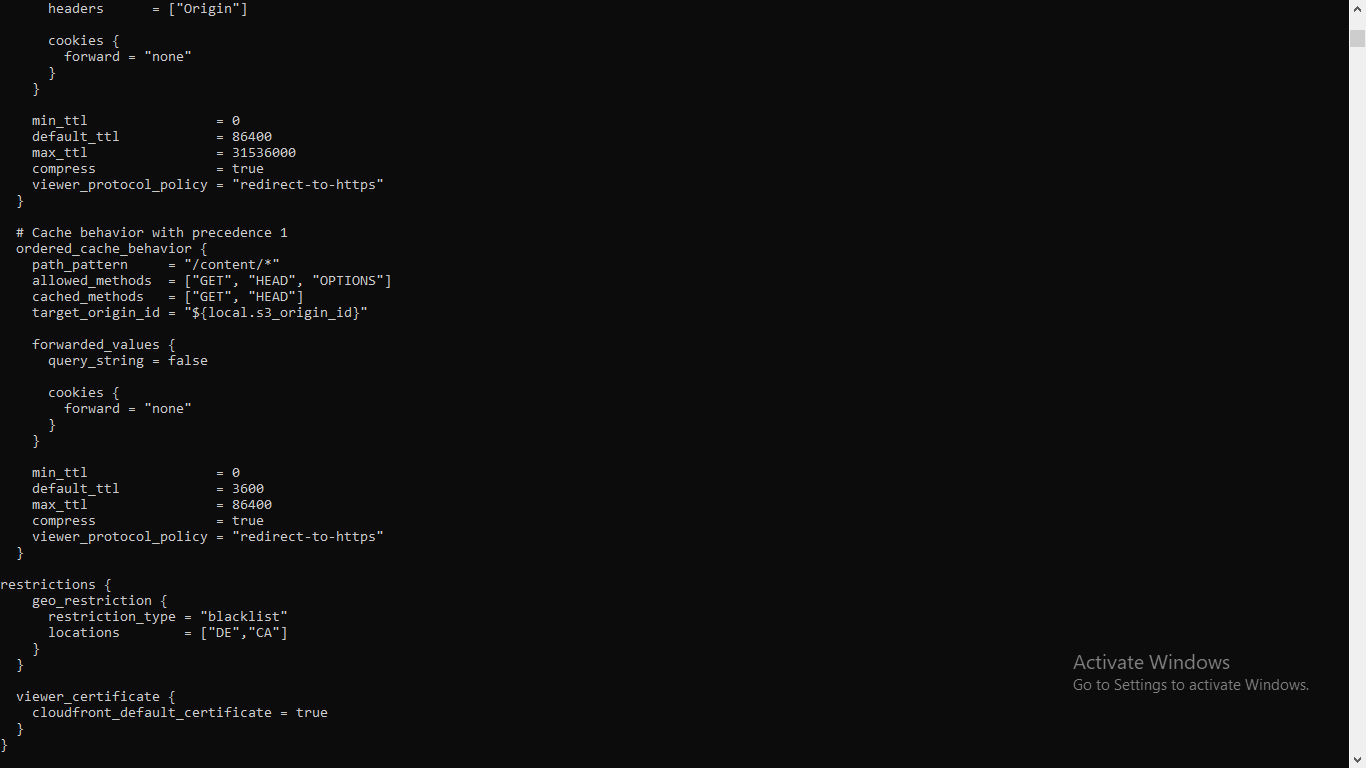 headers      = ["Origin"]

      cookies {
        forward = "none"
      }
    }

    min_ttl                = 0
    default_ttl            = 86400
    max_ttl                = 31536000
    compress               = true
    viewer_protocol_policy = "redirect-to-https"
  }

  # Cache behavior with precedence 1
  ordered_cache_behavior {
    path_pattern     = "/content/*"
    allowed_methods  = ["GET", "HEAD", "OPTIONS"]
    cached_methods   = ["GET", "HEAD"]
    target_origin_id = "${local.s3_origin_id}"

    forwarded_values {
      query_string = false

      cookies {
        forward = "none"
      }
    }

    min_ttl                = 0
    default_ttl            = 3600
    max_ttl                = 86400
    compress               = true
    viewer_protocol_policy = "redirect-to-https"
  }

restrictions {
    geo_restriction {
      restriction_type = "blacklist"
      locations        = ["DE","CA"]
    }
  }

  viewer_certificate {
    cloudfront_default_certificate = true
  }
}
Activate Windows
Go to Settings to activate Windows.